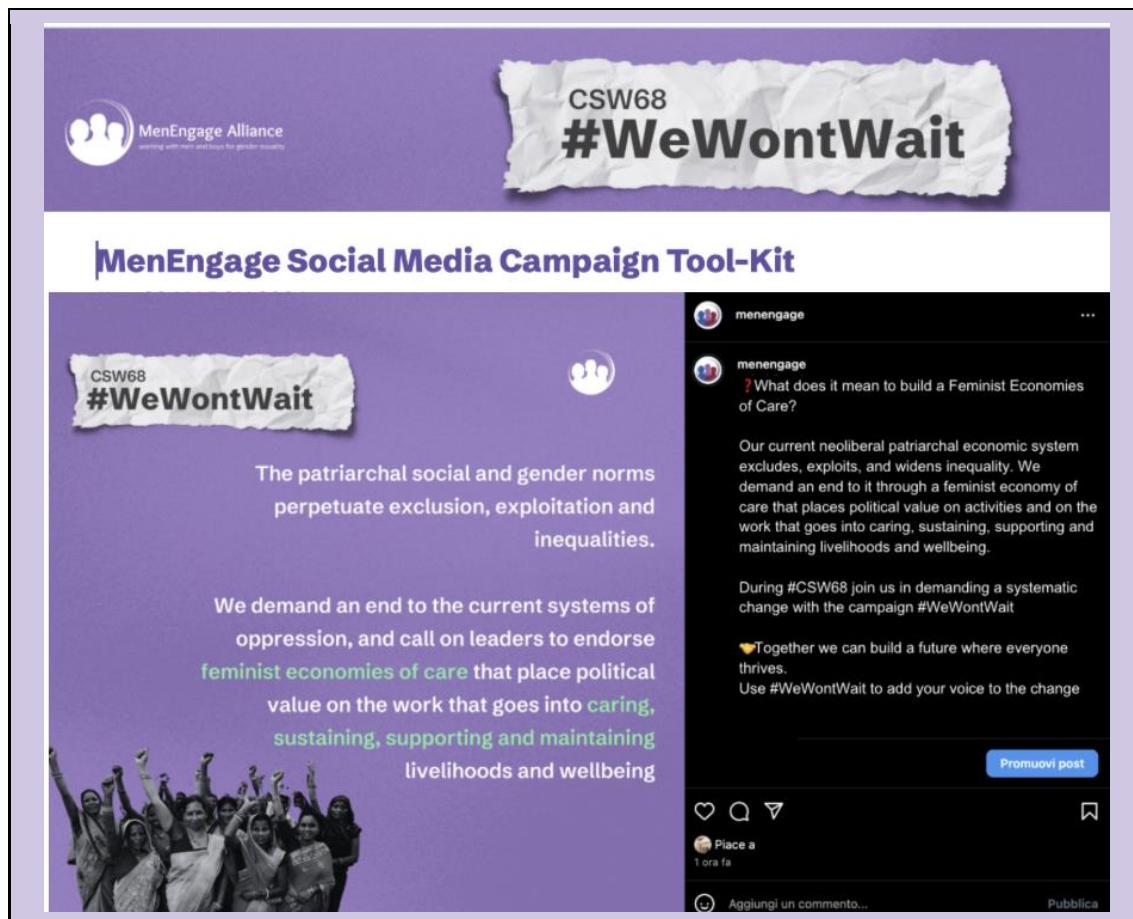 MenEngage Alliance
working with men and boys for gender equality
CSW68
#WeWontWait
MenEngage Social Media Campaign Tool-Kit
CSW68
#WeWontWait
The patriarchal social and gender norms
perpetuate exclusion, exploitation and
inequalities.
We demand an end to the current systems of
oppression, and call on leaders to endorse
feminist economies of care that place political
value on the work that goes into caring,
sustaining, supporting and maintaining
livelihoods and wellbeing
menengage
menengage
❓What does it mean to build a Feminist Economies
of Care?
Our current neoliberal patriarchal economic system
excludes, exploits, and widens inequality. We
demand an end to it through a feminist economy of
care that places political value on activities and on the
work that goes into caring, sustaining, supporting and
maintaining livelihoods and wellbeing.
During #CSW68 join us in demanding a systematic
change with the campaign #WeWontWait
🤝Together we can build a future where everyone
thrives.
Use #WeWontWait to add your voice to the change
Promuovi post
Piace a
1 ora fa
Aggiungi un commento...
Pubblica